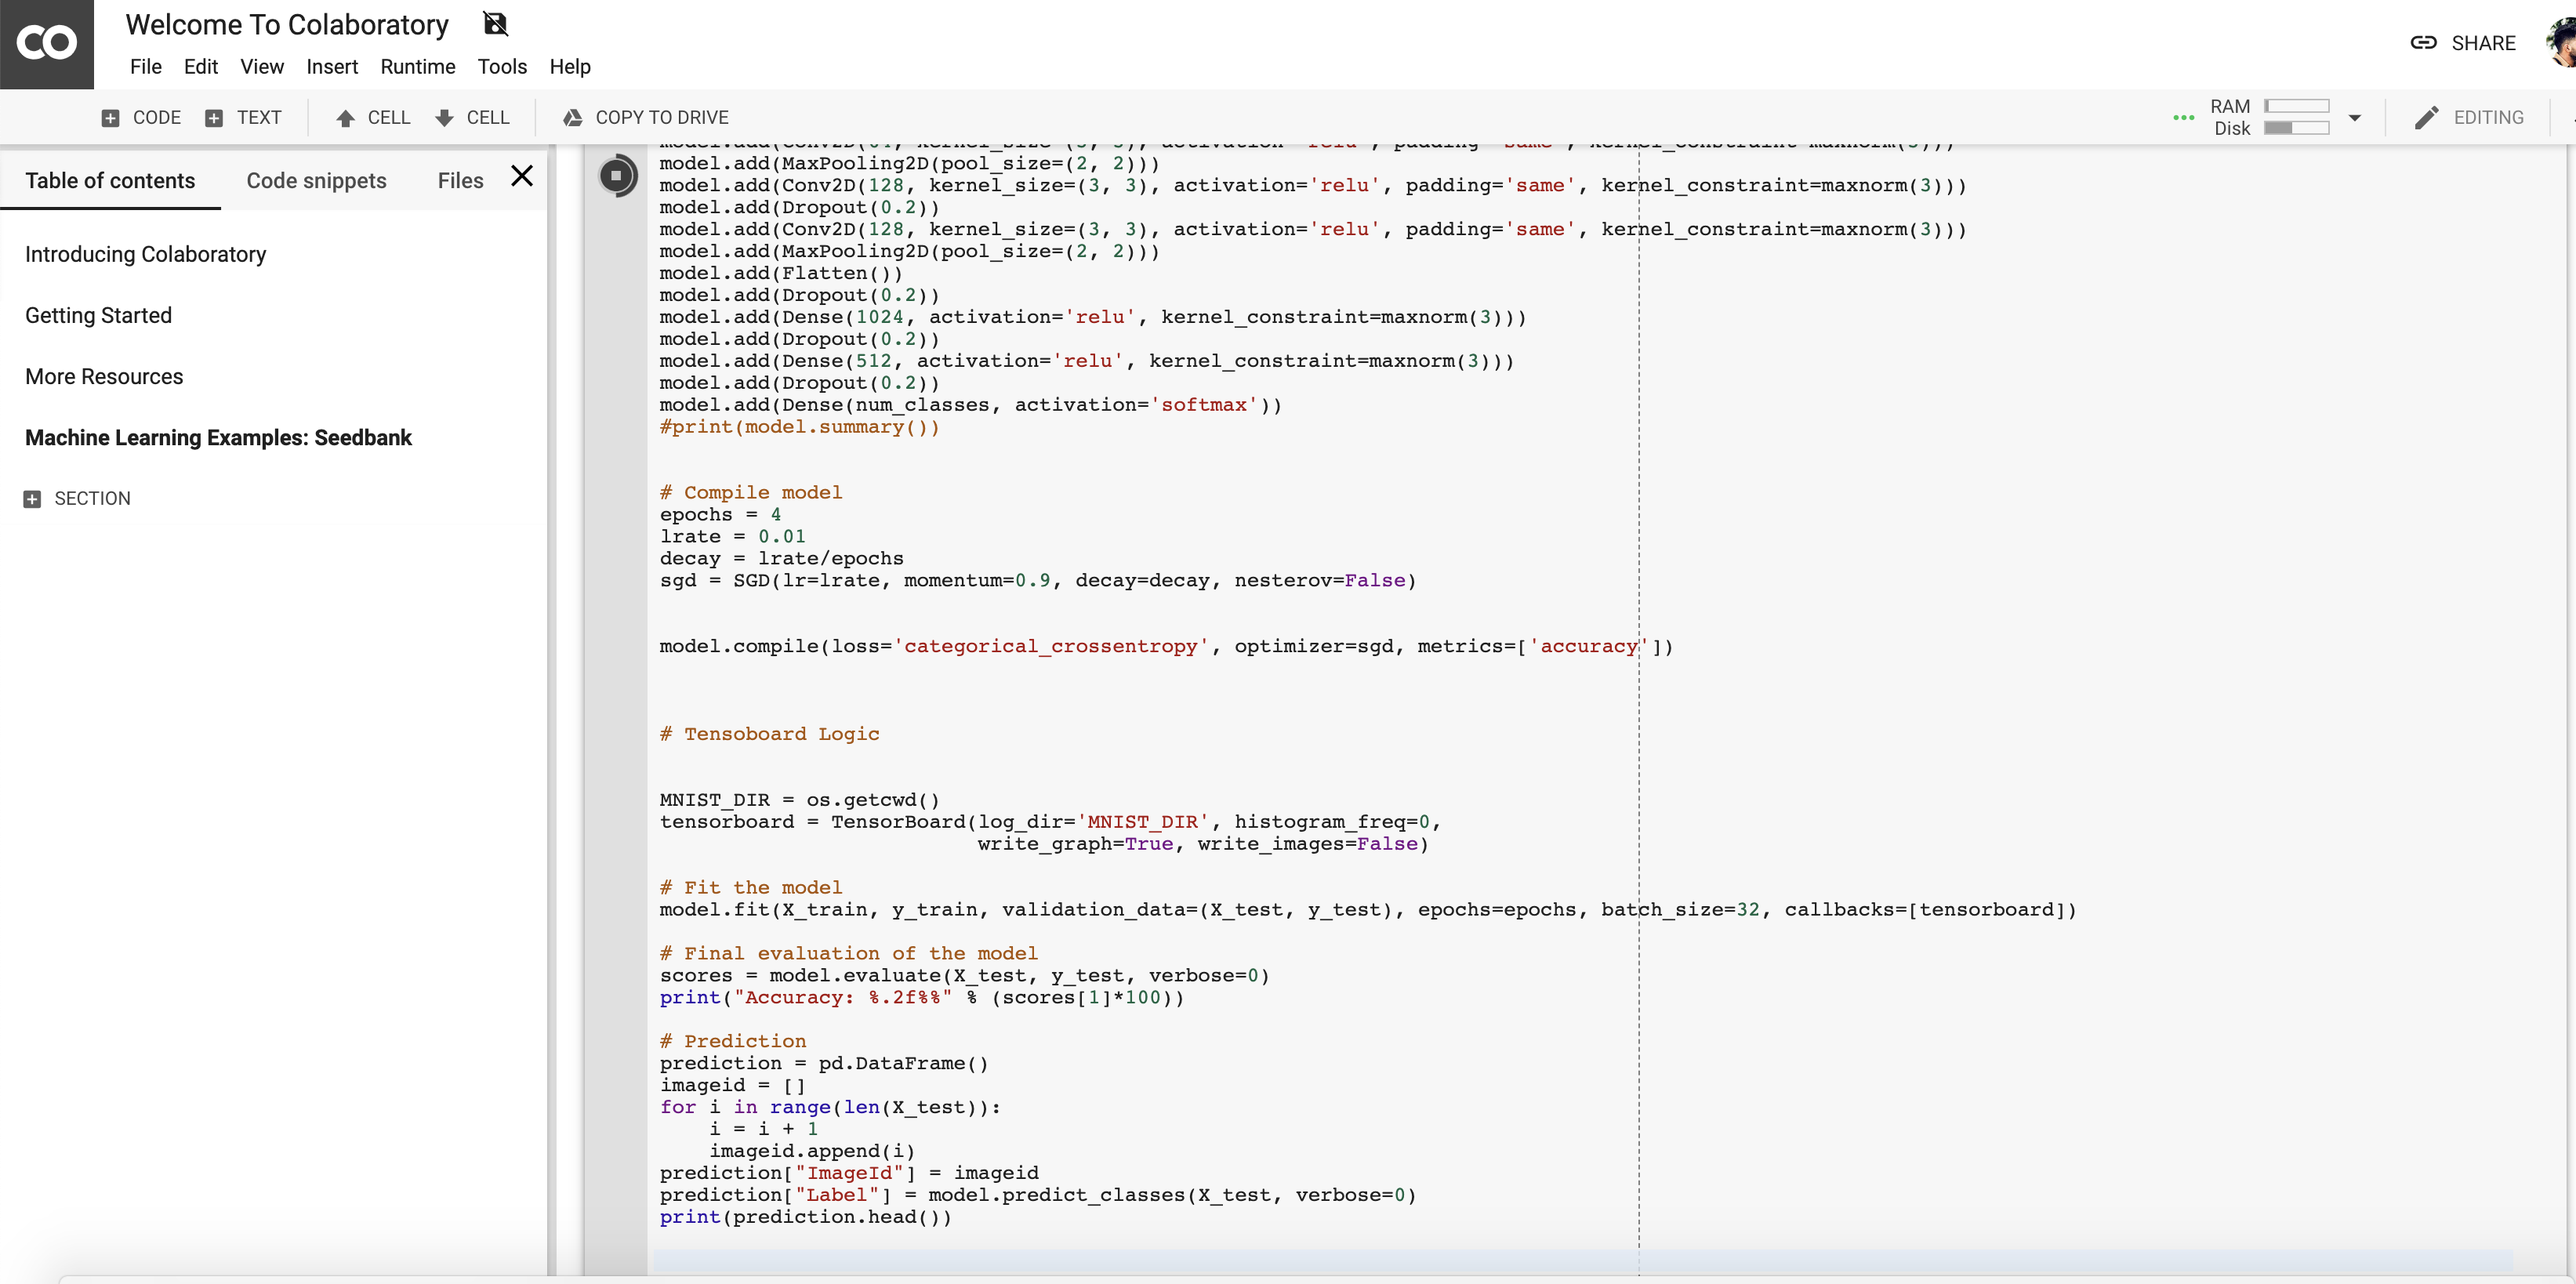 CO
Welcome To Colaboratory
File Edit View Insert Runtime Tools Help
SHARE
CODE TEXT CELL CELL COPY TO DRIVE
RAM
Disk
EDITING
Table of contents Code snippets Files
Introducing Colaboratory
Getting Started
More Resources
Machine Learning Examples: Seedbank
SECTION
model.add(MaxPooling2D(pool_size=(2, 2)))
model.add(Conv2D(128, kernel_size=(3, 3), activation='relu', padding='same', kernel_constraint=maxnorm(3)))
model.add(Dropout(0.2))
model.add(Conv2D(128, kernel_size=(3, 3), activation='relu', padding='same', kernel_constraint=maxnorm(3)))
model.add(MaxPooling2D(pool_size=(2, 2)))
model.add(Flatten())
model.add(Dropout(0.2))
model.add(Dense(1024, activation='relu', kernel_constraint=maxnorm(3)))
model.add(Dropout(0.2))
model.add(Dense(512, activation='relu', kernel_constraint=maxnorm(3)))
model.add(Dropout(0.2))
model.add(Dense(num_classes, activation='softmax'))
#print(model.summary())
# Compile model
epochs = 4
lrate = 0.01
decay = lrate/epochs
sgd = SGD(lr=lrate, momentum=0.9, decay=decay, nesterov=False)
model.compile(loss='categorical_crossentropy', optimizer=sgd, metrics=['accuracy'])
# Tensoboard Logic
MNIST_DIR = os.getcwd()
tensorboard = TensorBoard(log_dir='MNIST_DIR', histogram_freq=0,
write_graph=True, write_images=False)
# Fit the model
model.fit(X_train, y_train, validation_data=(X_test, y_test), epochs=epochs, batch_size=32, callbacks=[tensorboard])
# Final evaluation of the model
scores = model.evaluate(X_test, y_test, verbose=0)
print("Accuracy: %.2f%%" % (scores[1]*100))
# Prediction
prediction = pd.DataFrame()
imageid = []
for i in range(len(X_test)):
i = i + 1
imageid.append(i)
prediction["ImageId"] = imageid
prediction["Label"] = model.predict_classes(X_test, verbose=0)
print(prediction.head())